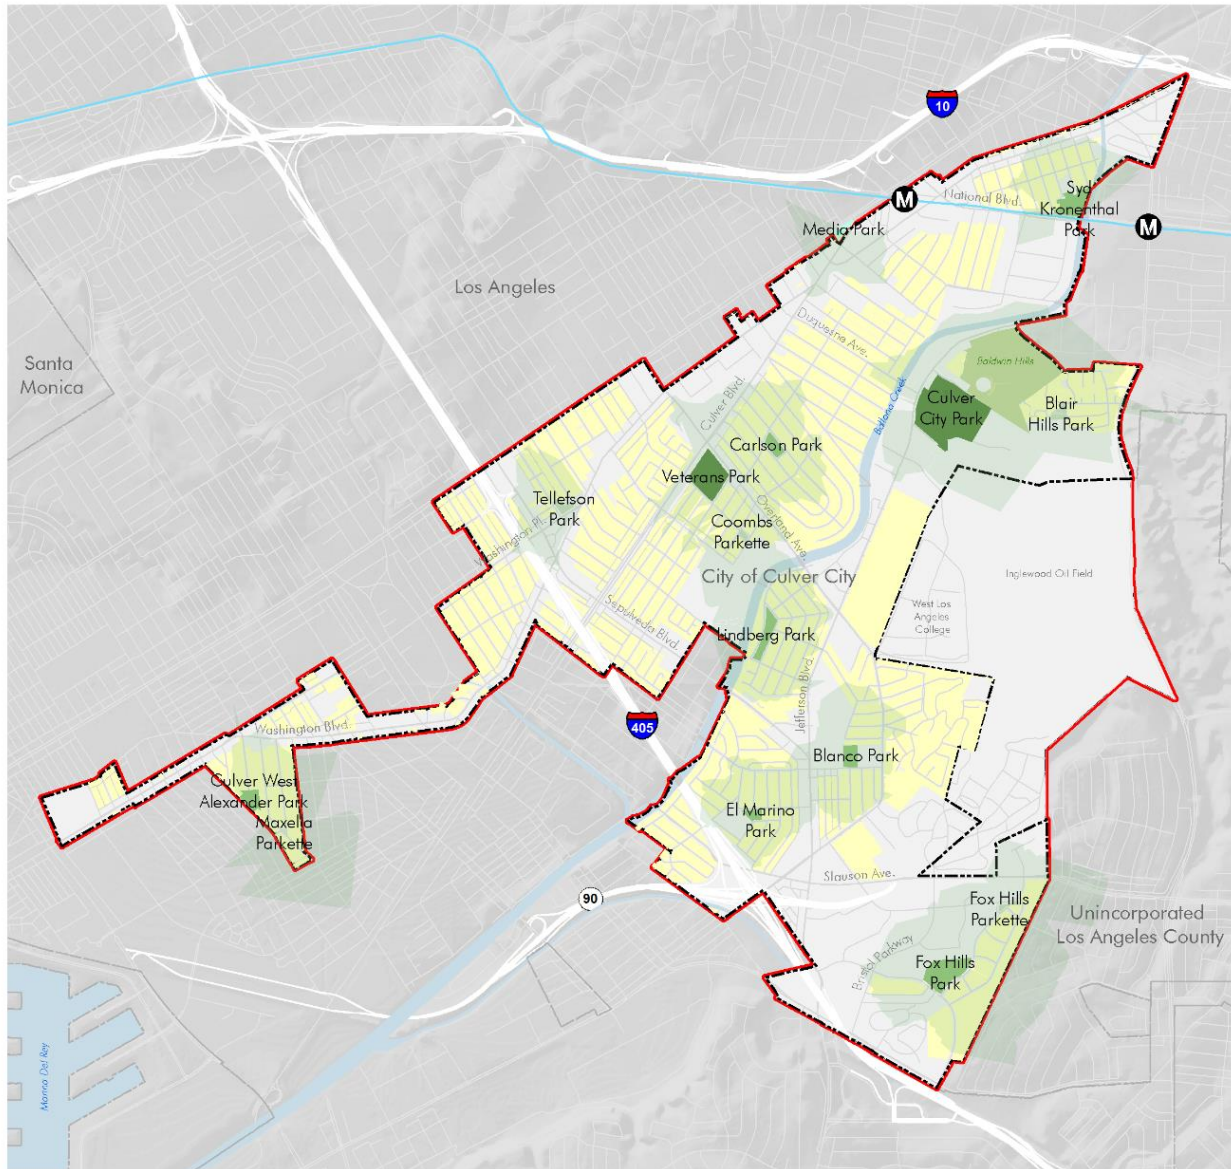 10
Syd
Kronenthal
Park
National Blvd.
M
M
Media Park
Los Angeles
Duquesne Ave.
Santa
Monica
Baldwin Hills
Culver
City Park
Blair
Hills Park
Culver Blvd.
Ballona Creek
Carlson Park
Veterans Park
Tellefson
Park
Overland Ave.
Coombs
Parkette
Washington Pl.
City of Culver City
Inglewood Oil Field
West Los
Angeles
College
Sepulveda Blvd.
Lindberg Park
Jefferson Blvd.
405
Washington Blvd.
Blanco Park
Culver West
Alexander Park
Maxella
Parkette
El Marino
Park
Slauson Ave.
90
Fox Hills
Parkette
Unincorporated
Los Angeles County
Bristol Parkway
Fox Hills
Park
Marina Del Rey